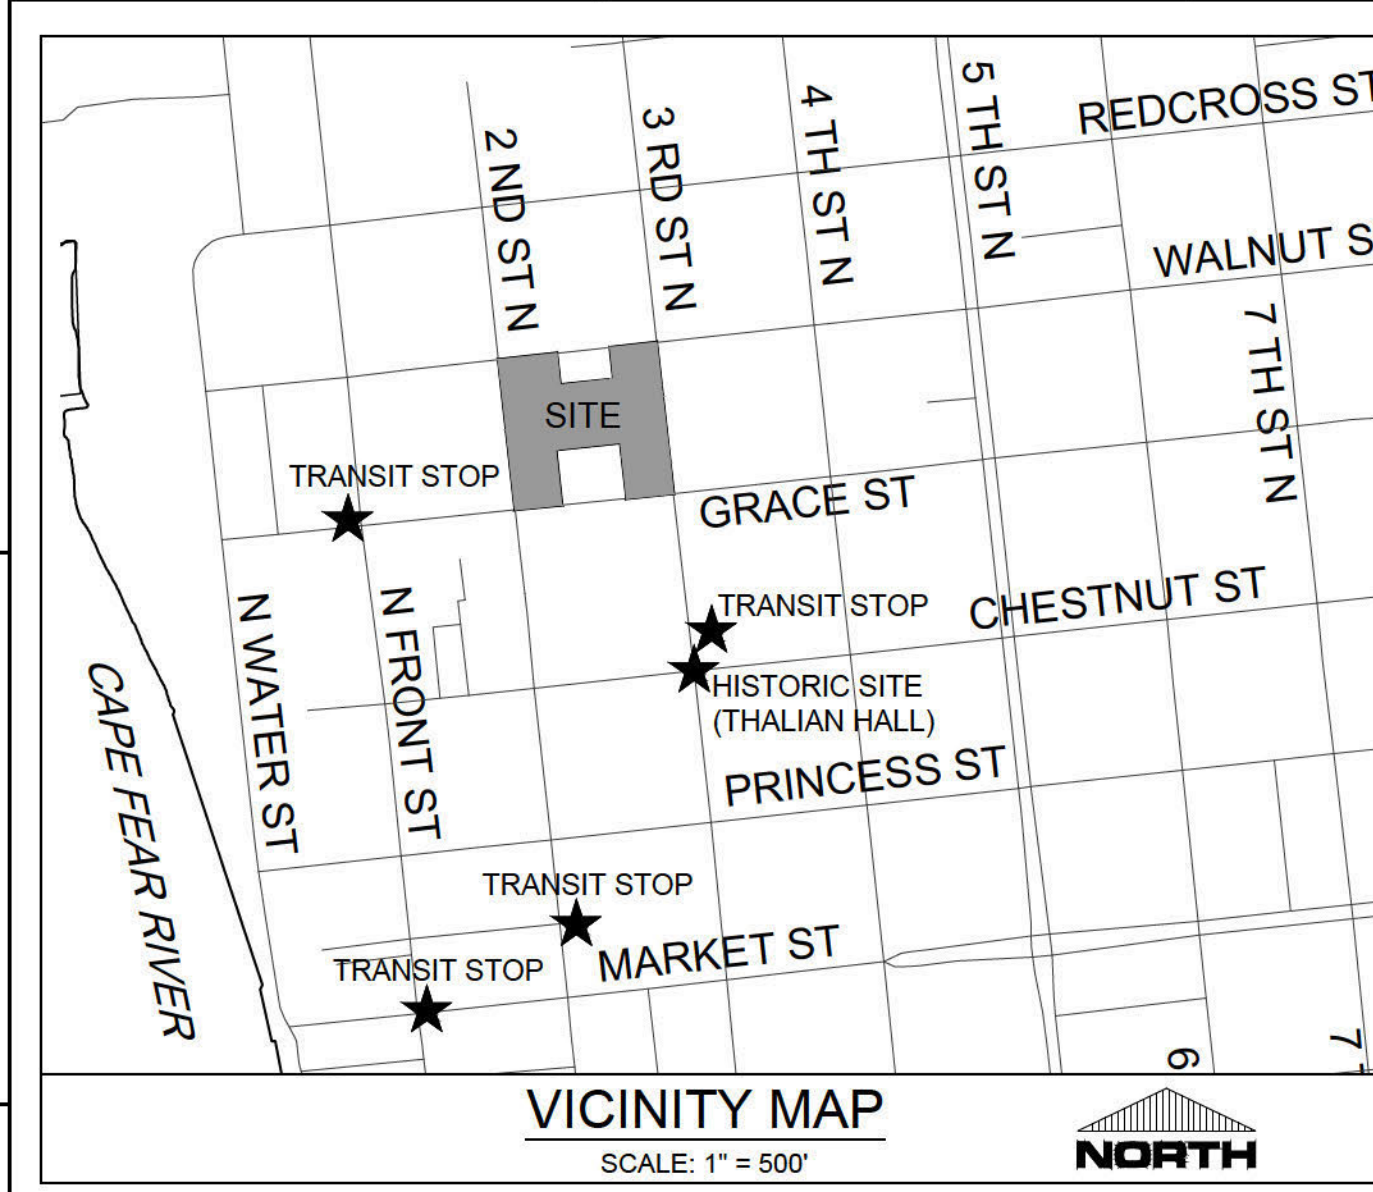 2 ND ST N
3 RD ST N
4 TH ST N
5 TH ST N
REDCROSS ST
WALNUT S
7 TH ST N
SITE
TRANSIT STOP
GRACE ST
N WATER ST
N FRONT ST
TRANSIT STOP
CHESTNUT ST
HISTORIC SITE
(THALIAN HALL)
CAPE FEAR RIVER
PRINCESS ST
TRANSIT STOP
MARKET ST
TRANSIT STOP
6
7
VICINITY MAP
SCALE: 1" = 500'
NORTH